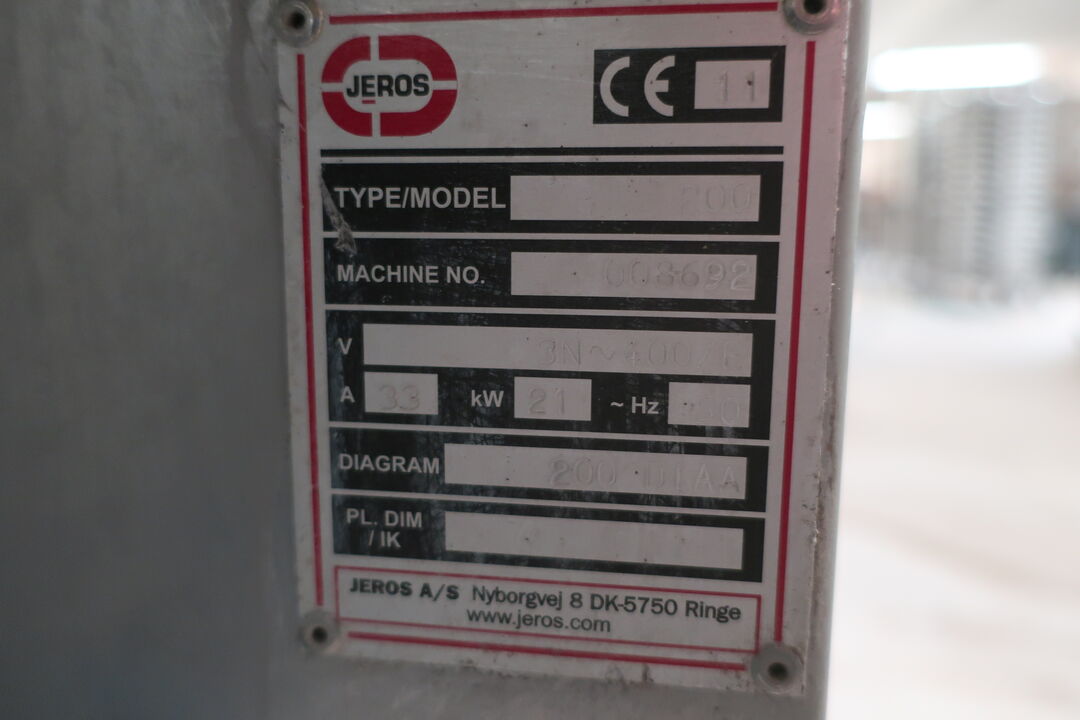 JEROS
CE 11
TYPE/MODEL 200
MACHINE NO. 008692
V 3N~400/
A 33 kW 21 ~ Hz
DIAGRAM 200 D1AA
PL. DIM
/ IK
JEROS A/S Nyborgvej 8 DK-5750 Ringe
www.jeros.com